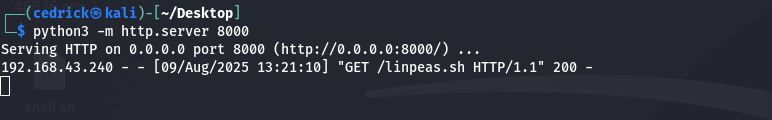 (cedrick㉿kali)-[~/Desktop]
$ python3 -m http.server 8000
Serving HTTP on 0.0.0.0 port 8000 (http://0.0.0.0:8000/) ...
192.168.43.240 - - [09/Aug/2025 13:21:10] "GET /linpeas.sh HTTP/1.1" 200 -
shell.sh